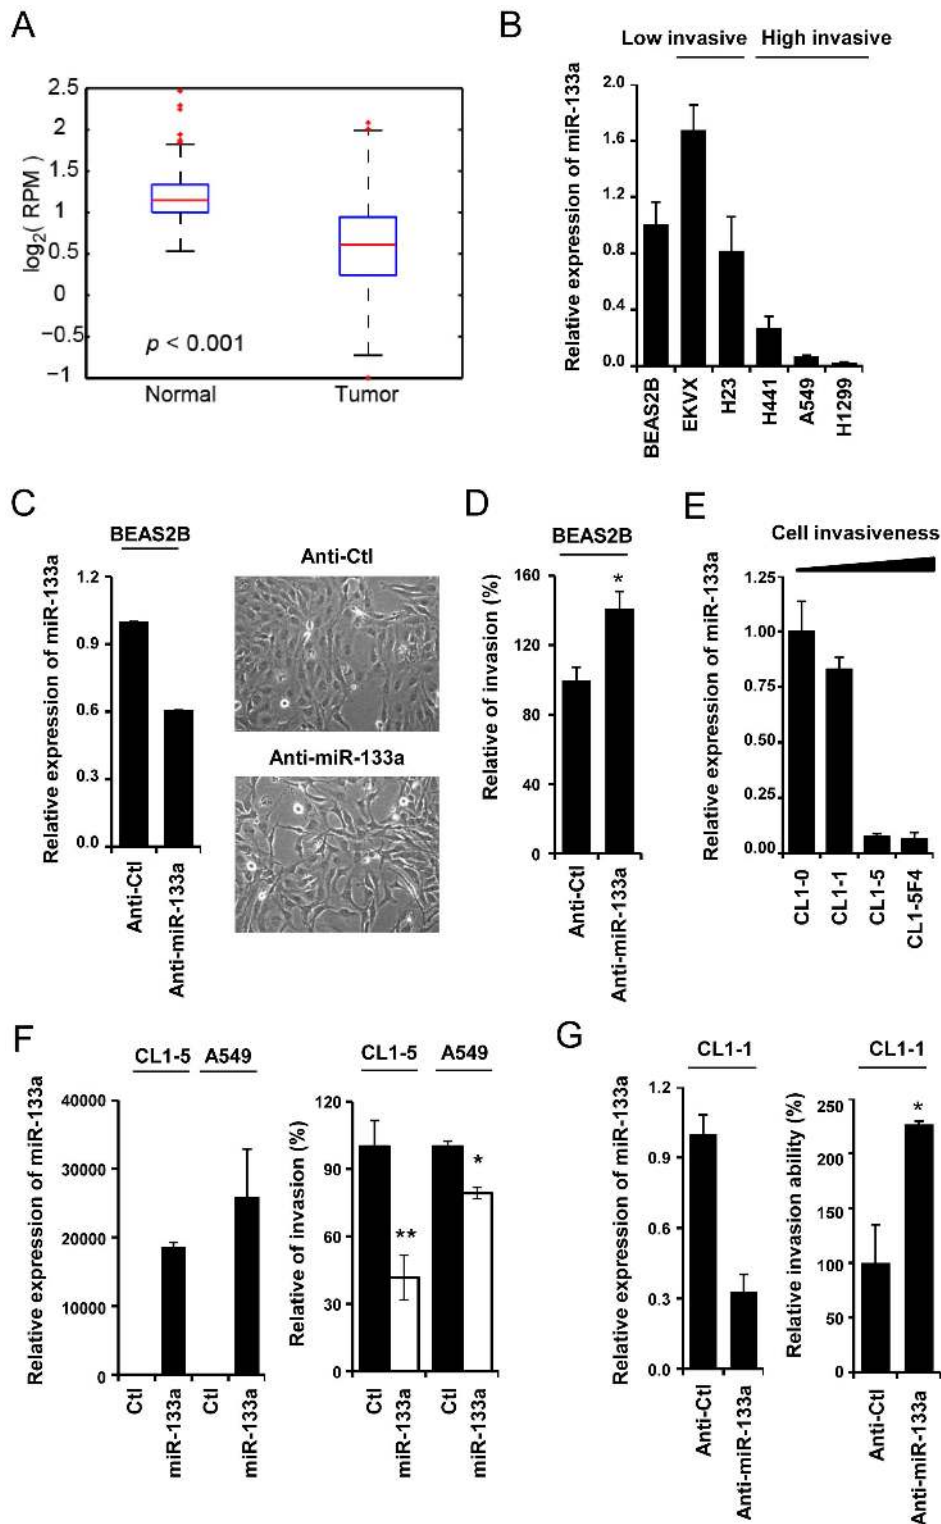 A
log2( RPM )
2.5
2
1.5
1
0.5
0
−0.5
−1
p < 0.001
Normal
Tumor
B
Low invasive
High invasive
Relative expression of miR-133a
2.0
1.6
1.2
0.8
0.4
0.0
BEAS2B
EKVX
H23
H441
A549
H1299
C
BEAS2B
Relative expression of miR-133a
1.2
0.9
0.6
0.3
0.0
Anti-Ctl
Anti-miR-133a
Anti-Ctl
Anti-miR-133a
D
BEAS2B
Relative of invasion (%)
160
120
80
40
0
*
Anti-Ctl
Anti-miR-133a
E
Cell invasiveness
Relative expression of miR-133a
1.25
1.00
0.75
0.50
0.25
0.00
CL1-0
CL1-1
CL1-5
CL1-5F4
F
CL1-5
A549
Relative expression of miR-133a
40000
30000
20000
10000
0
Ctl
miR-133a
Ctl
miR-133a
CL1-5
A549
Relative of invasion (%)
120
90
60
30
0
**
*
Ctl
miR-133a
Ctl
miR-133a
G
CL1-1
Relative expression of miR-133a
1.2
0.9
0.6
0.3
0.0
Anti-Ctl
Anti-miR-133a
CL1-1
Relative invasion ability (%)
250
200
150
100
50
0
*
Anti-Ctl
Anti-miR-133a